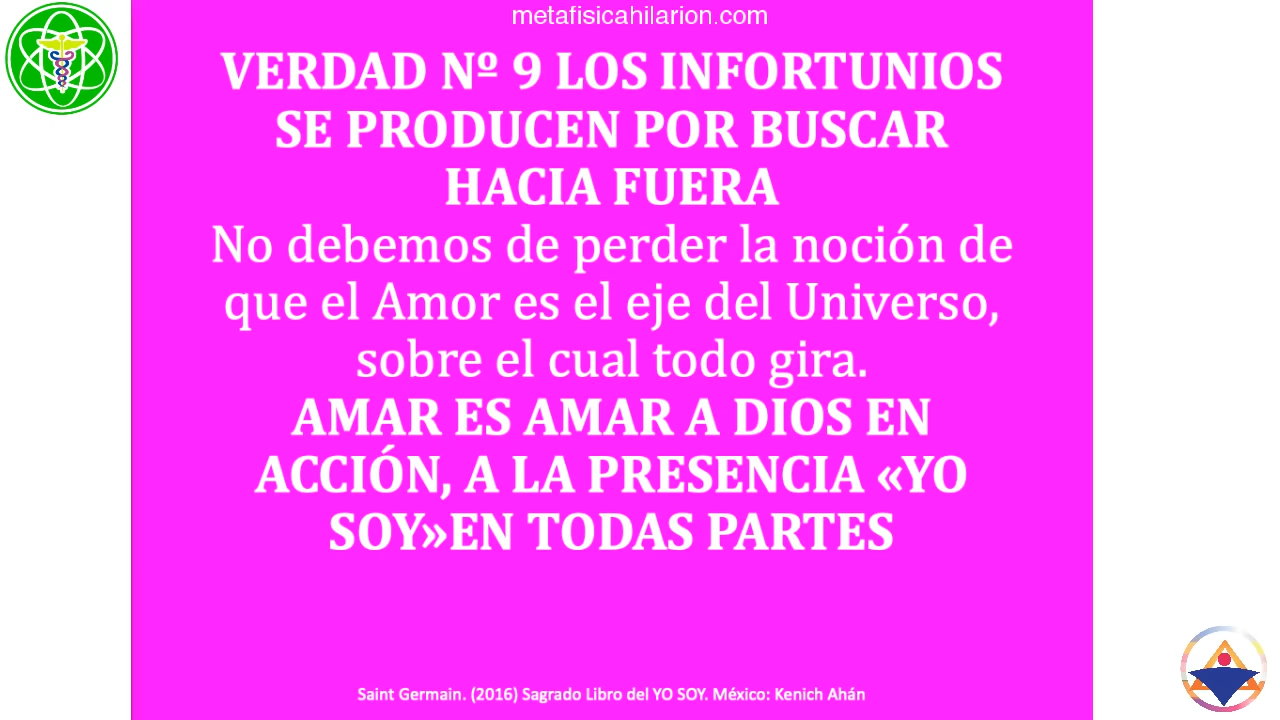 metafisicahilarion.com
VERDAD Nº 9 LOS INFORTUNIOS
SE PRODUCEN POR BUSCAR
HACIA FUERA
No debemos de perder la noción de
que el Amor es el eje del Universo,
sobre el cual todo gira.
AMAR ES AMAR A DIOS EN
ACCIÓN, A LA PRESENCIA «YO
SOY»EN TODAS PARTES
Saint Germain. (2016) Sagrado Libro del YO SOY. México: Kenich Ahán